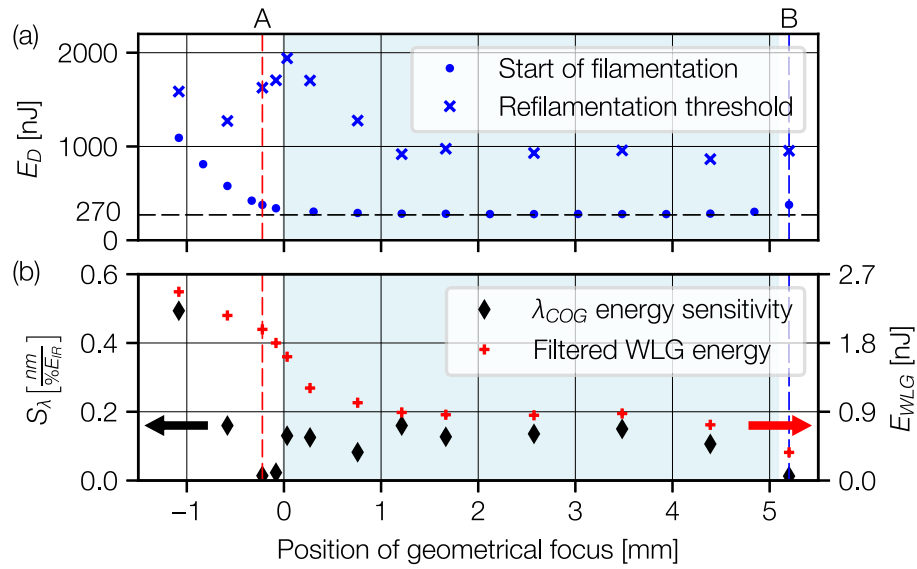 A B
(a)
2000
1000
270
0
E_D [nJ]
Start of filamentation
Refilamentation threshold
(b)
0.6
0.4
0.2
0.0
S_λ [nm/%E_IR]
2.7
1.8
0.9
0.0
E_WLG [nJ]
λ_COG energy sensitivity
Filtered WLG energy
−1 0 1 2 3 4 5
Position of geometrical focus [mm]